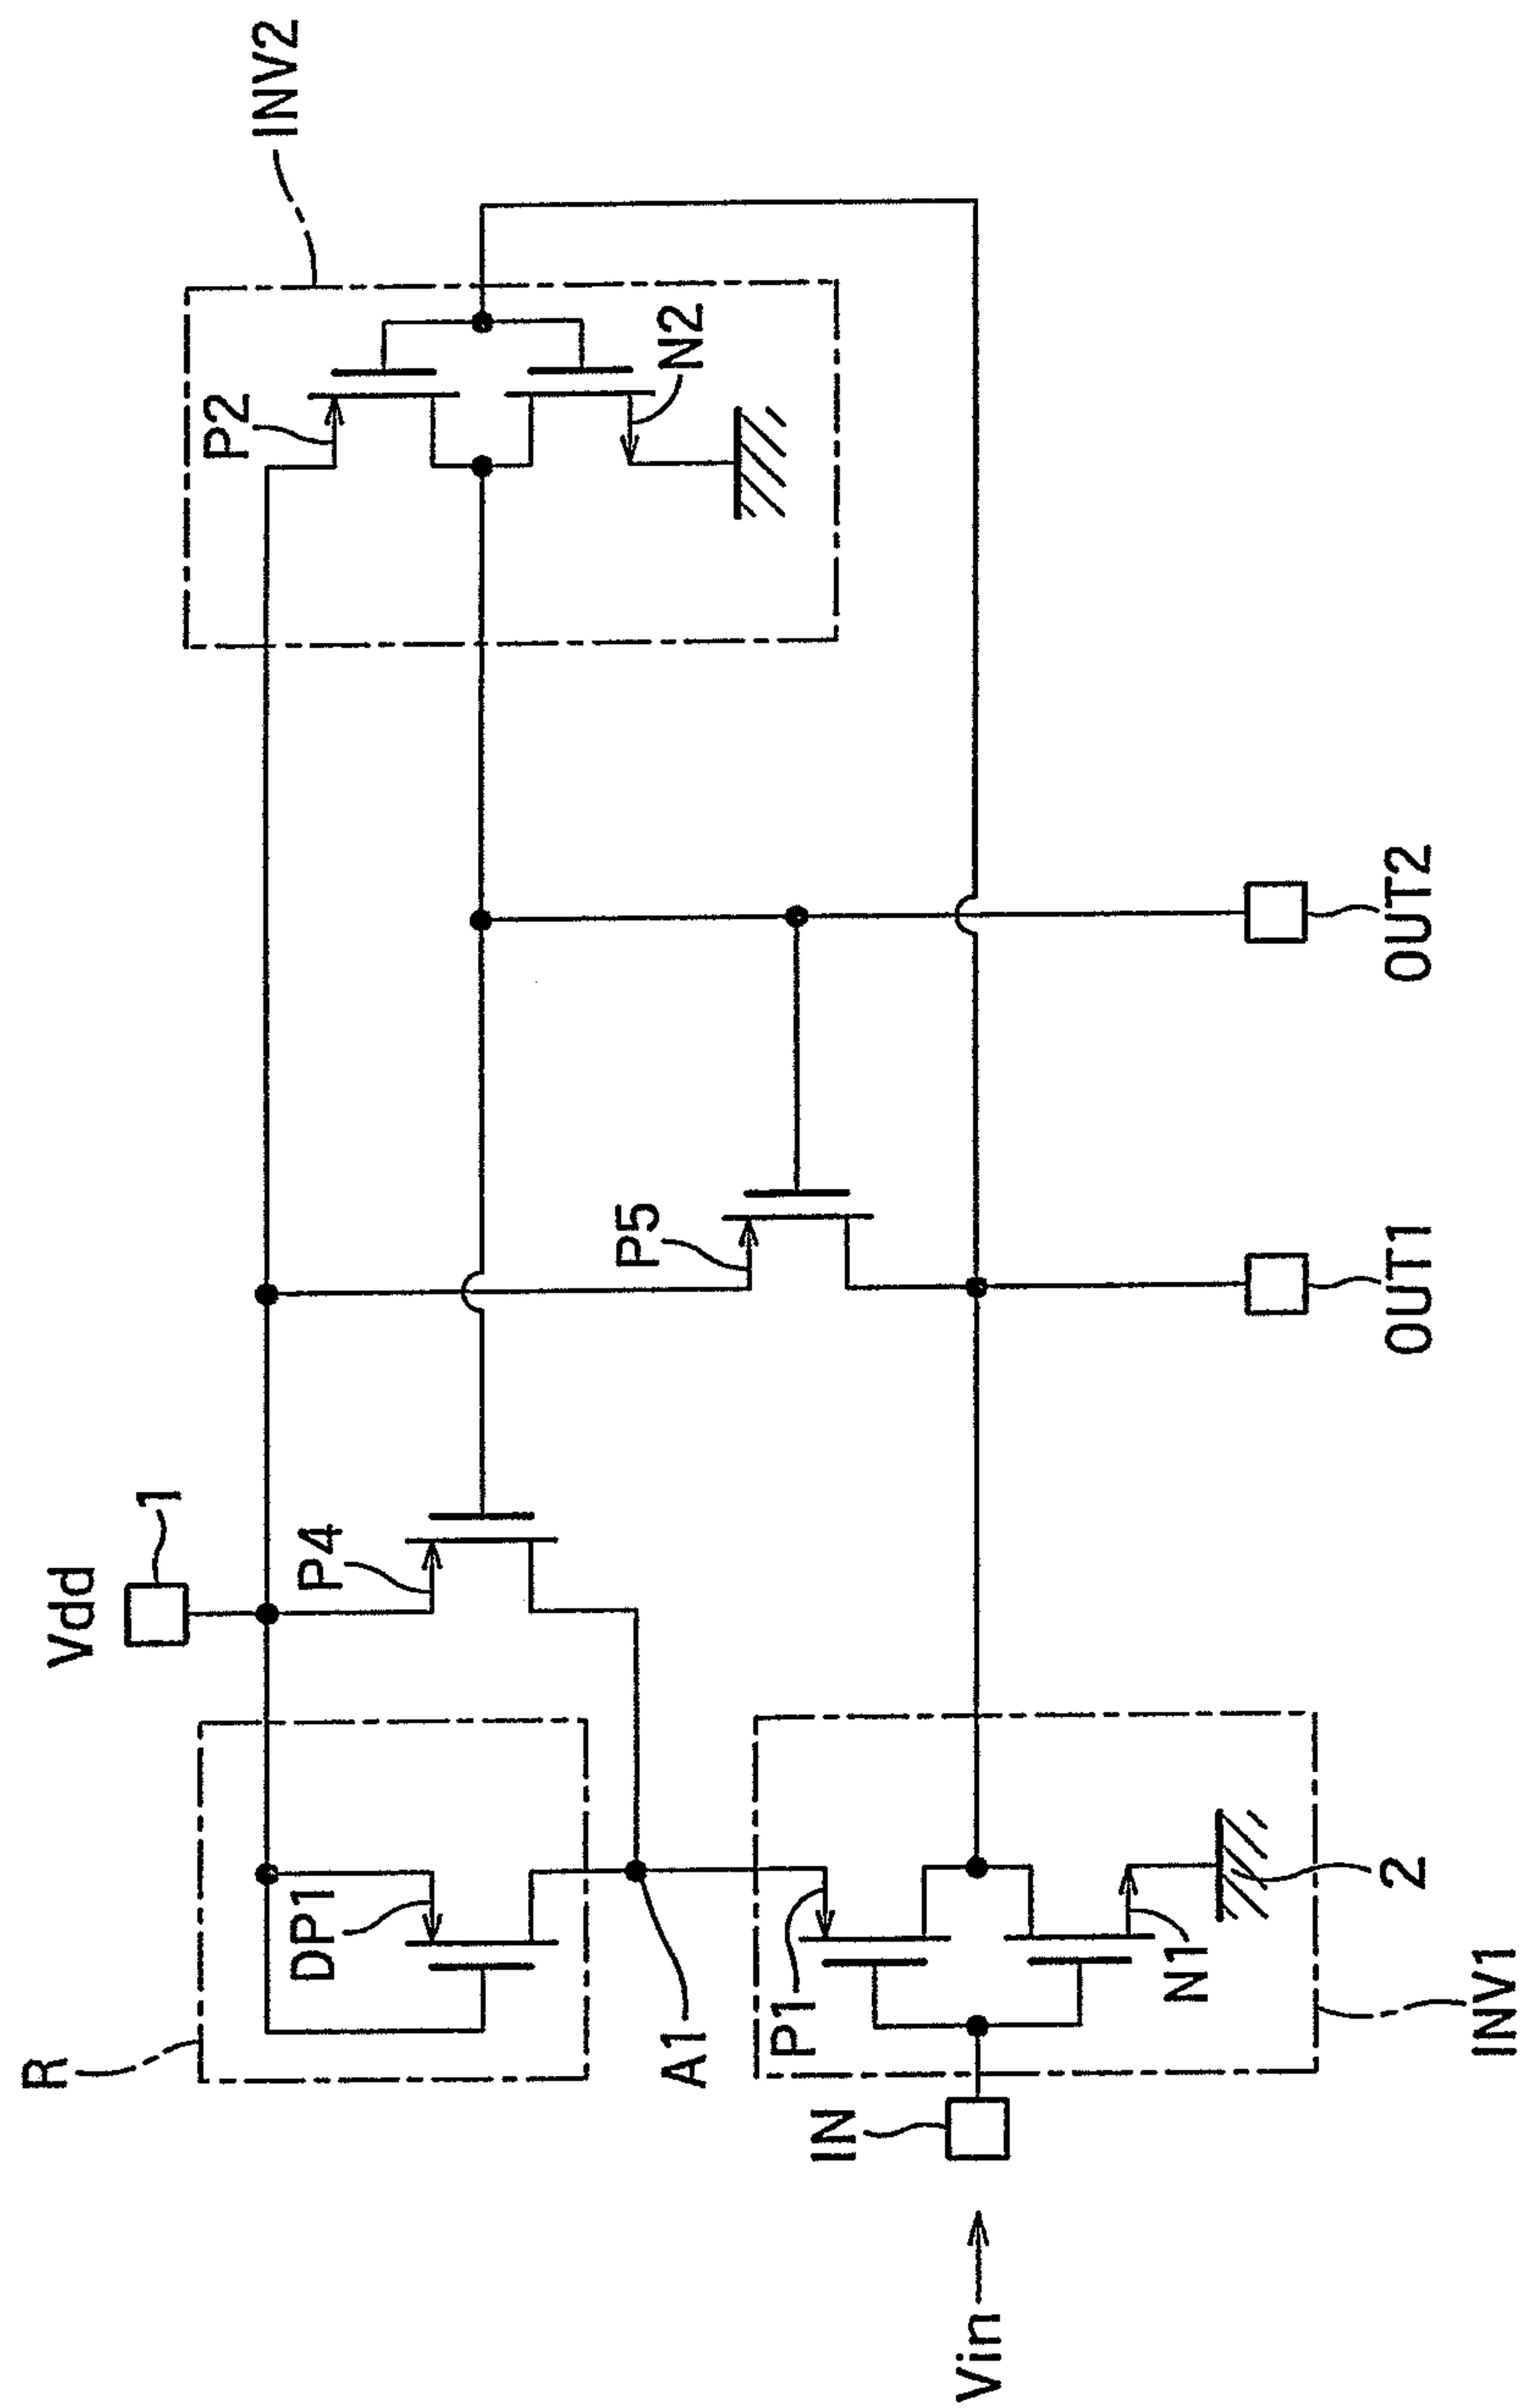 Vdd
1
R
DP1
P4
P2
INV2
A1
P5
N2
P1
IN
Vin
N1
2
INV1
OUT1
OUT2